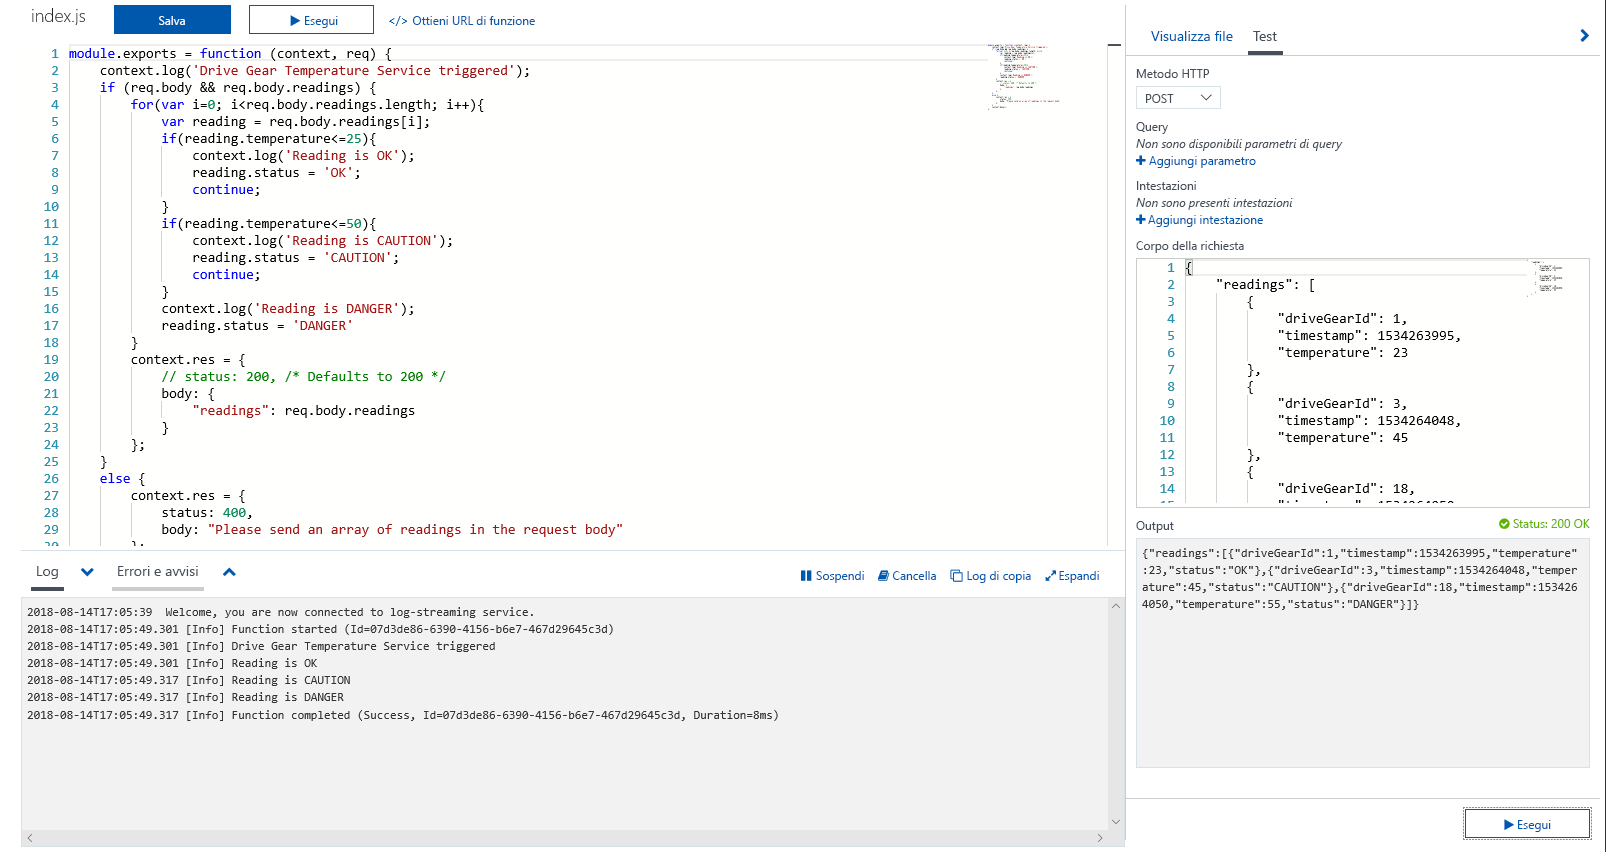 index.js
Salva
Esegui
</> Ottieni URL di funzione
1 module.exports = function (context, req) {
2 context.log('Drive Gear Temperature Service triggered');
3 if (req.body && req.body.readings) {
4 for(var i=0; i<req.body.readings.length; i++){
5 var reading = req.body.readings[i];
6 if(reading.temperature<=25){
7 context.log('Reading is OK');
8 reading.status = 'OK';
9 continue;
10 }
11 if(reading.temperature<=50){
12 context.log('Reading is CAUTION');
13 reading.status = 'CAUTION';
14 continue;
15 }
16 context.log('Reading is DANGER');
17 reading.status = 'DANGER'
18 }
19 context.res = {
20 // status: 200, /* Defaults to 200 */
21 body: {
22 "readings": req.body.readings
23 }
24 };
25 }
26 else {
27 context.res = {
28 status: 400,
29 body: "Please send an array of readings in the request body"
30 };
Log
Errori e avvisi
Sospendi
Cancella
Log di copia
Espandi
2018-08-14T17:05:39 Welcome, you are now connected to log-streaming service.
2018-08-14T17:05:49.301 [Info] Function started (Id=07d3de86-6390-4156-b6e7-467d29645c3d)
2018-08-14T17:05:49.301 [Info] Drive Gear Temperature Service triggered
2018-08-14T17:05:49.301 [Info] Reading is OK
2018-08-14T17:05:49.317 [Info] Reading is CAUTION
2018-08-14T17:05:49.317 [Info] Reading is DANGER
2018-08-14T17:05:49.317 [Info] Function completed (Success, Id=07d3de86-6390-4156-b6e7-467d29645c3d, Duration=8ms)
Visualizza file
Test
Metodo HTTP
POST
Query
Non sono disponibili parametri di query
Aggiungi parametro
Intestazioni
Non sono presenti intestazioni
Aggiungi intestazione
Corpo della richiesta
1 {
2 "readings": [
3 {
4 "driveGearId": 1,
5 "timestamp": 1534263995,
6 "temperature": 23
7 },
8 {
9 "driveGearId": 3,
10 "timestamp": 1534264048,
11 "temperature": 45
12 },
13 {
14 "driveGearId": 18,
15 "timestamp": 1534264050,
Output
Status: 200 OK
{"readings":[{"driveGearId":1,"timestamp":1534263995,"temperature"
:23,"status":"OK"},{"driveGearId":3,"timestamp":1534264048,"temper
ature":45,"status":"CAUTION"},{"driveGearId":18,"timestamp":153426
4050,"temperature":55,"status":"DANGER"}]}
Esegui